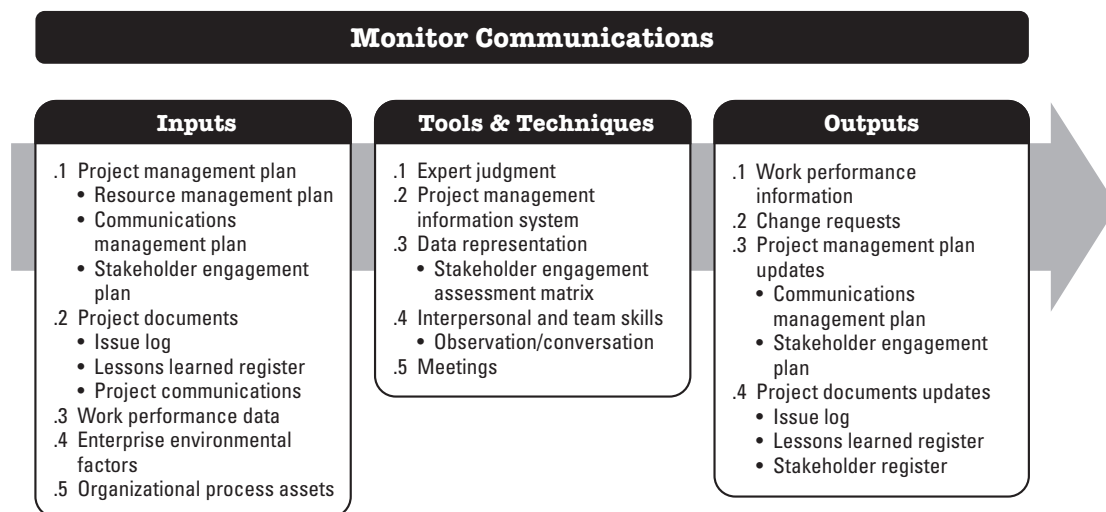 Monitor Communications
Inputs
.1 Project management plan
• Resource management plan
• Communications
management plan
• Stakeholder engagement
plan
.2 Project documents
• Issue log
• Lessons learned register
• Project communications
.3 Work performance data
.4 Enterprise environmental
factors
.5 Organizational process assets
Tools & Techniques
.1 Expert judgment
.2 Project management
information system
.3 Data representation
• Stakeholder engagement
assessment matrix
.4 Interpersonal and team skills
• Observation/conversation
.5 Meetings
Outputs
.1 Work performance
information
.2 Change requests
.3 Project management plan
updates
• Communications
management plan
• Stakeholder engagement
plan
.4 Project documents updates
• Issue log
• Lessons learned register
• Stakeholder register